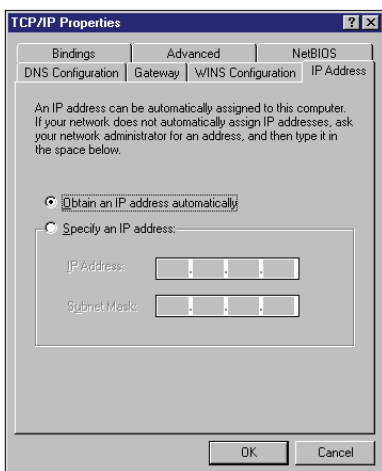 TCP/IP Properties
Bindings Advanced NetBIOS
DNS Configuration Gateway WINS Configuration IP Address
An IP address can be automatically assigned to this computer.
If your network does not automatically assign IP addresses, ask
your network administrator for an address, and then type it in
the space below.
Obtain an IP address automatically
Specify an IP address:
IP Address:
Subnet Mask:
OK Cancel